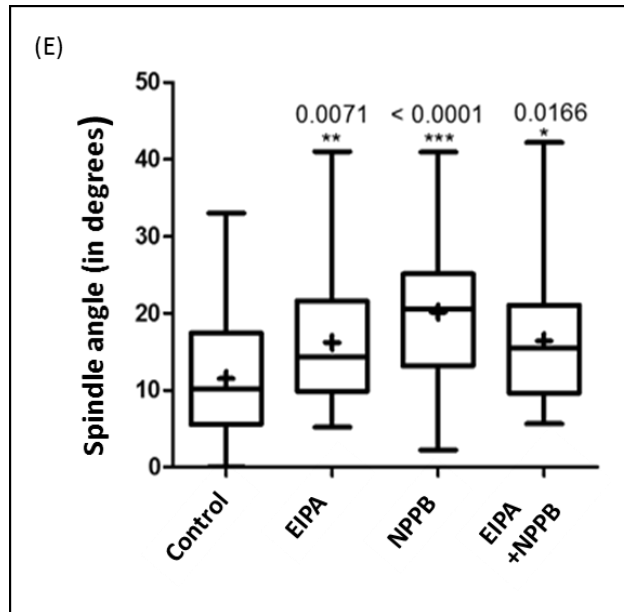 (E)
50
40
30
20
10
0
Spindle angle (in degrees)
0.0071
**
< 0.0001
***
0.0166
*
Control
EIPA
NPPB
EIPA
+NPPB